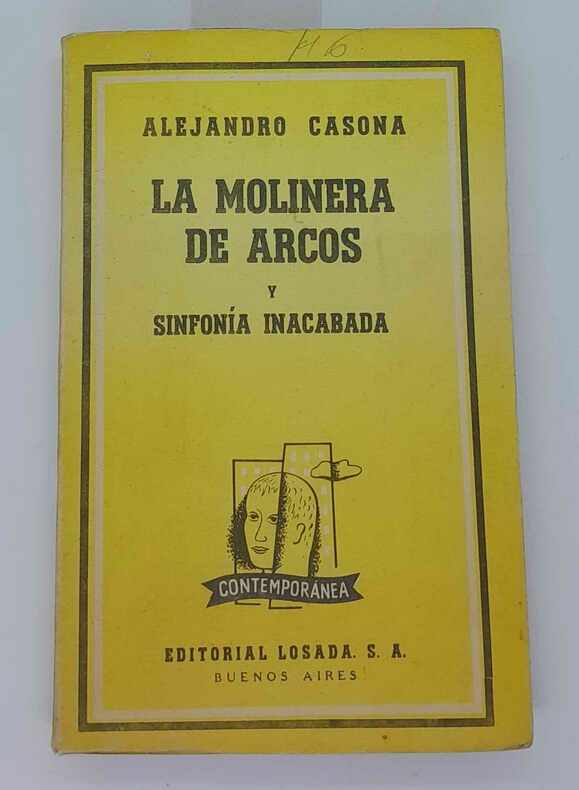 ALEJANDRO CASONA
LA MOLINERA
DE ARCOS
Y
SINFONÍA INACABADA
CONTEMPORÁNEA
EDITORIAL LOSADA. S. A.
BUENOS AIRES